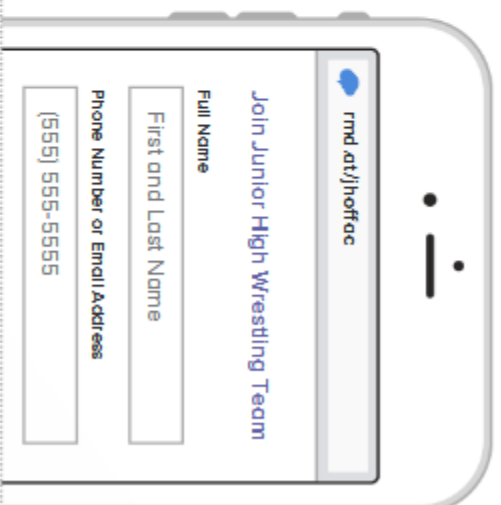 rmd.at/jhoffac
Join Junior High Wrestling Team
Full Name
First and Last Name
Phone Number or Email Address
(555) 555-5555